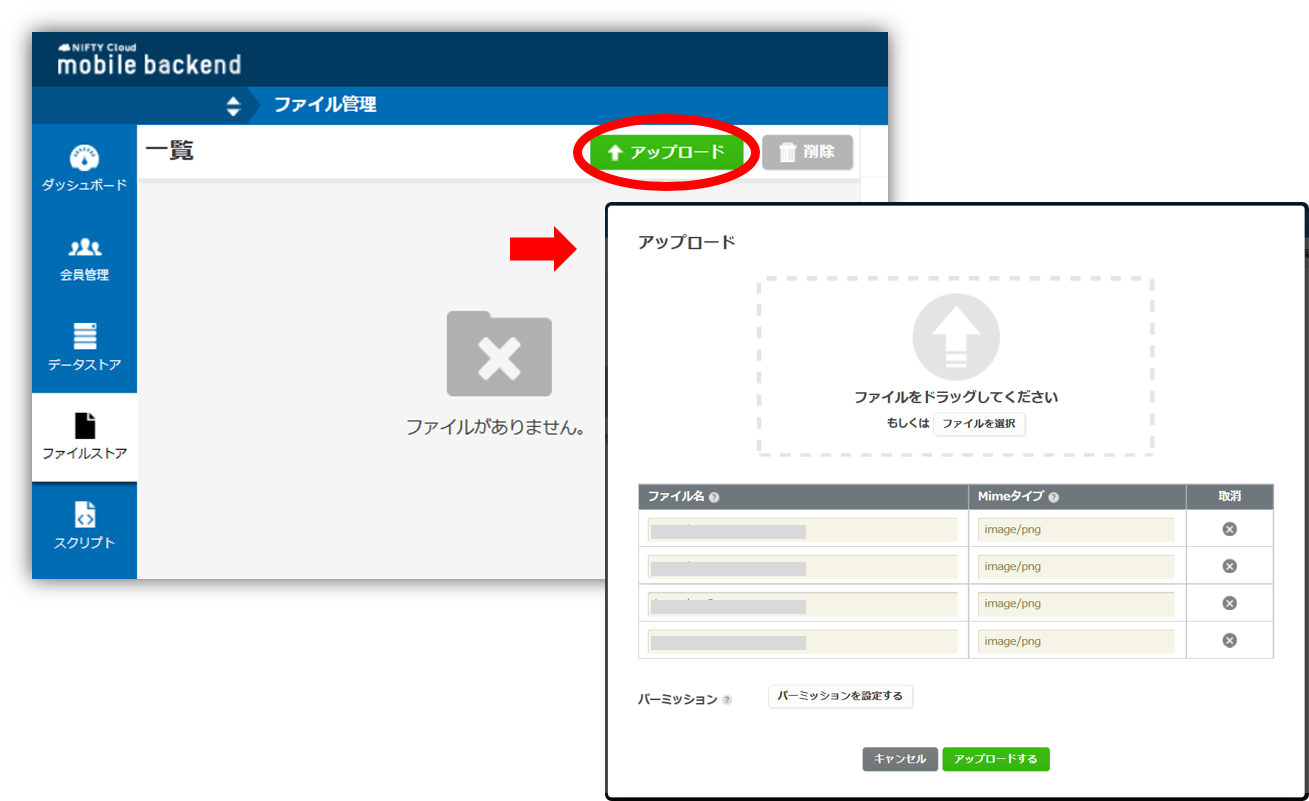 NIFTY Cloud
mobile backend
ファイル管理
ダッシュボード
会員管理
データストア
ファイルストア
スクリプト
一覧
アップロード
削除
ファイルがありません。
アップロード
ファイルをドラッグしてください
もしくは ファイルを選択
ファイル名 ? Mimeタイプ ? 取消
image/png
image/png
image/png
image/png
パーミッション ? パーミッションを設定する
キャンセル アップロードする